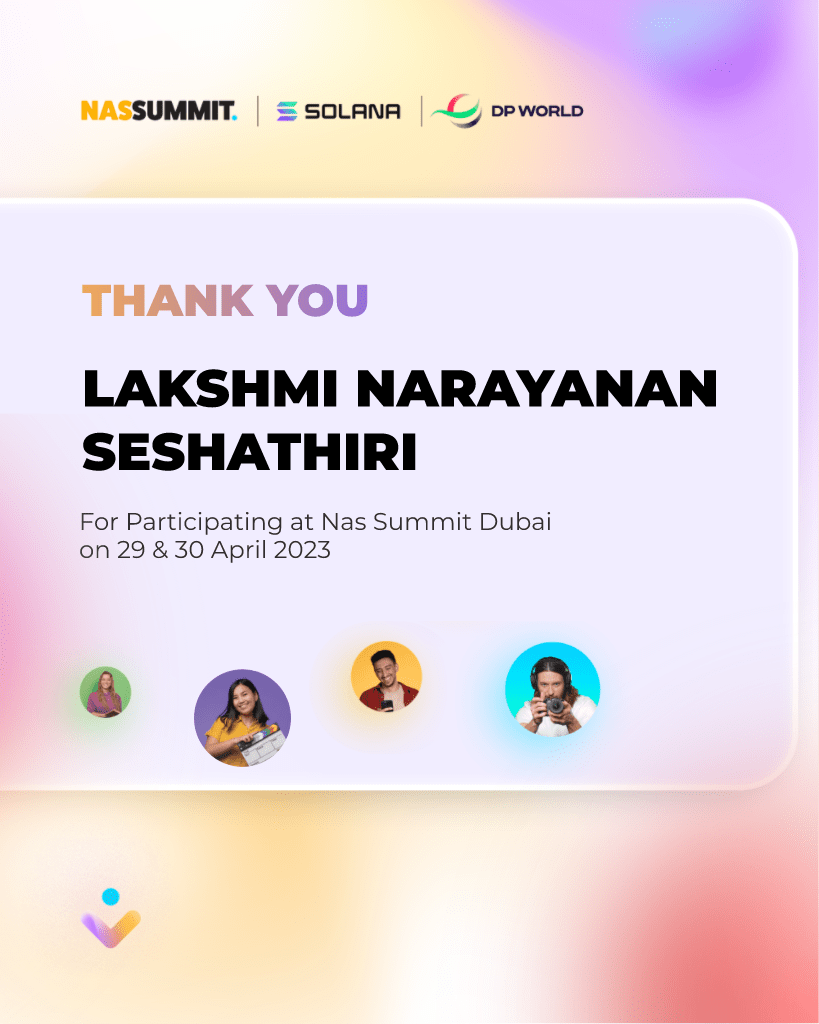 NASSUMMIT. | SOLANA | DP WORLD
THANK YOU
LAKSHMI NARAYANAN
SESHATHIRI
For Participating at Nas Summit Dubai
on 29 & 30 April 2023